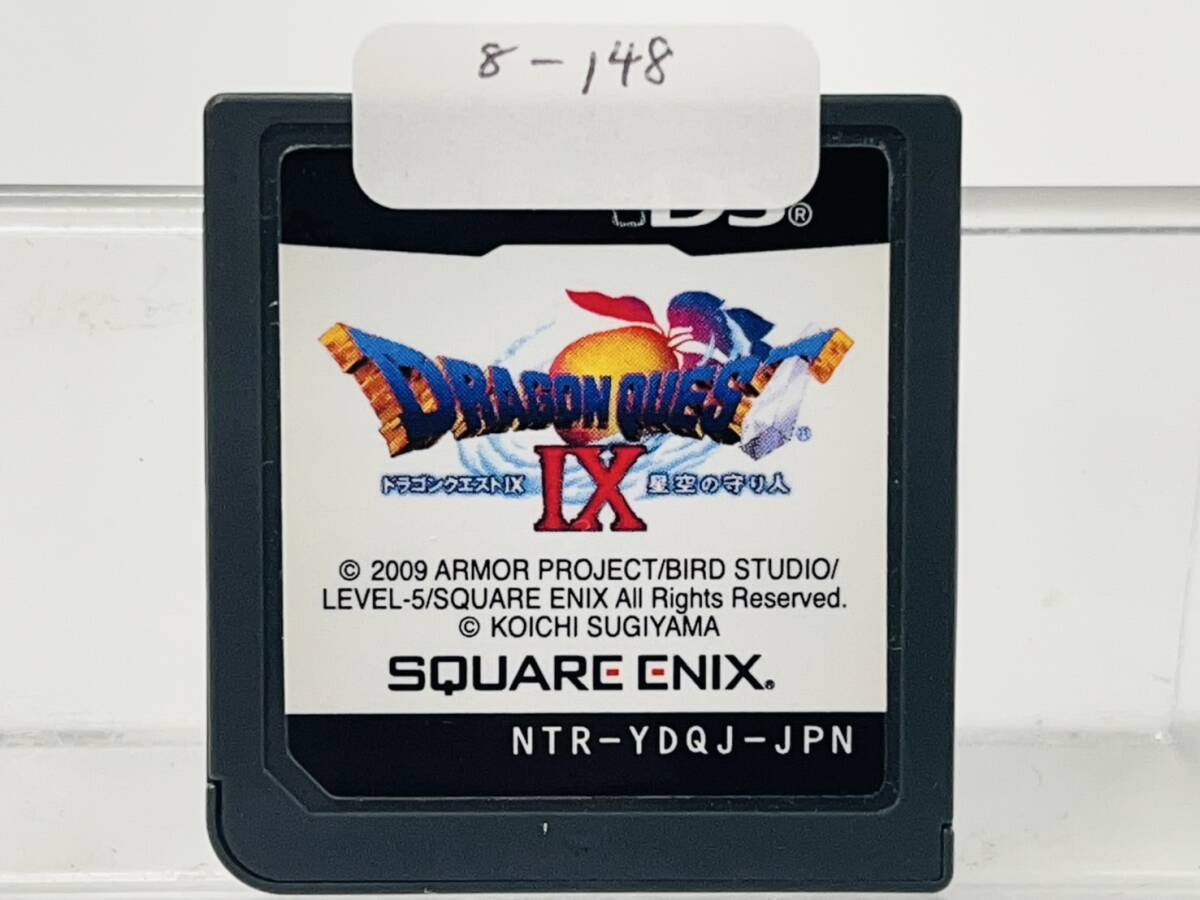 8-148
DS®
DRAGON QUEST®
ドラゴンクエストIX IX 星空の守り人
© 2009 ARMOR PROJECT/BIRD STUDIO/
LEVEL-5/SQUARE ENIX All Rights Reserved.
© KOICHI SUGIYAMA
SQUARE ENIX®
NTR-YDQJ-JPN